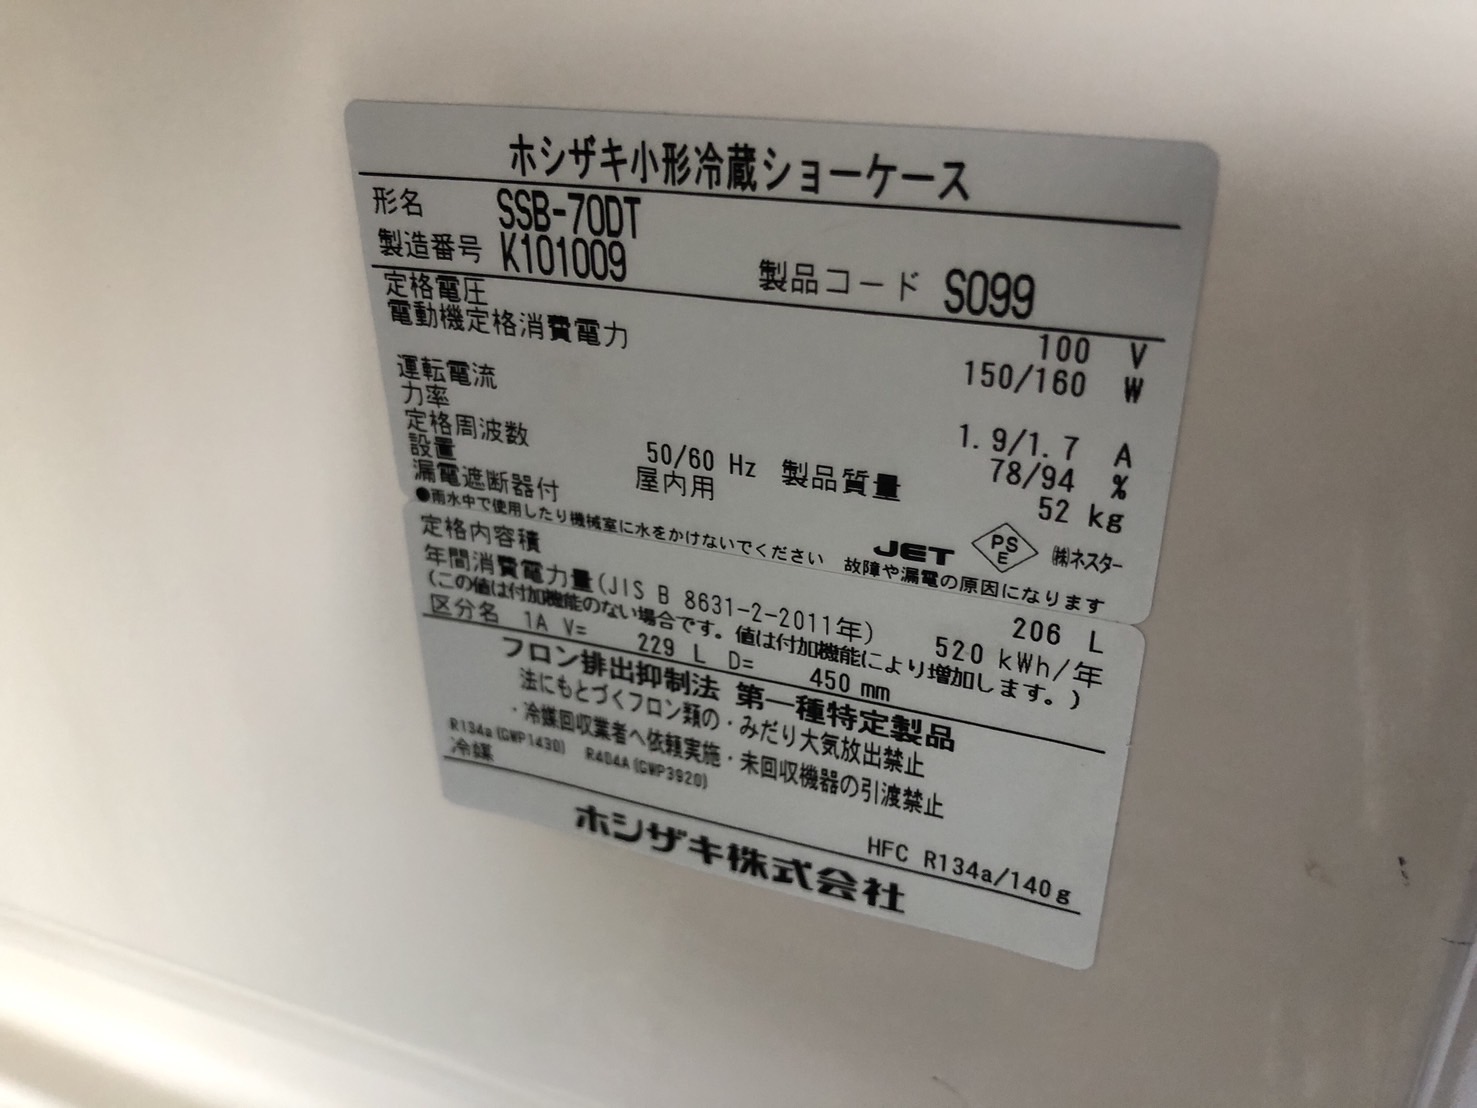 ホシザキ小形冷蔵ショーケース
形名 SSB-70DT
製造番号 K101009 製品コード S099
定格電圧 100 V
電動機定格消費電力 150/160 W
運転電流 1.9/1.7 A
力率 78/94 %
定格周波数 50/60 Hz 製品質量 52 kg
設置 屋内用
漏電遮断器付 JET PS E ㈱ネスター
●雨水中で使用したり機械室に水をかけないでください 故障や漏電の原因になります
定格内容積 206 L
年間消費電力量(JIS B 8631-2-2011年) 520 kWh/年
(この値は付加機能のない場合です。値は付加機能により増加します。)
区分名 1A V= 229 L D= 450 mm
フロン排出抑制法 第一種特定製品
法にもとづくフロン類の・みだり大気放出禁止
・冷媒回収業者へ依頼実施・未回収機器の引渡禁止
R134a(GWP1430) R404A(GWP3920)
冷媒 HFC R134a/140g
ホシザキ株式会社